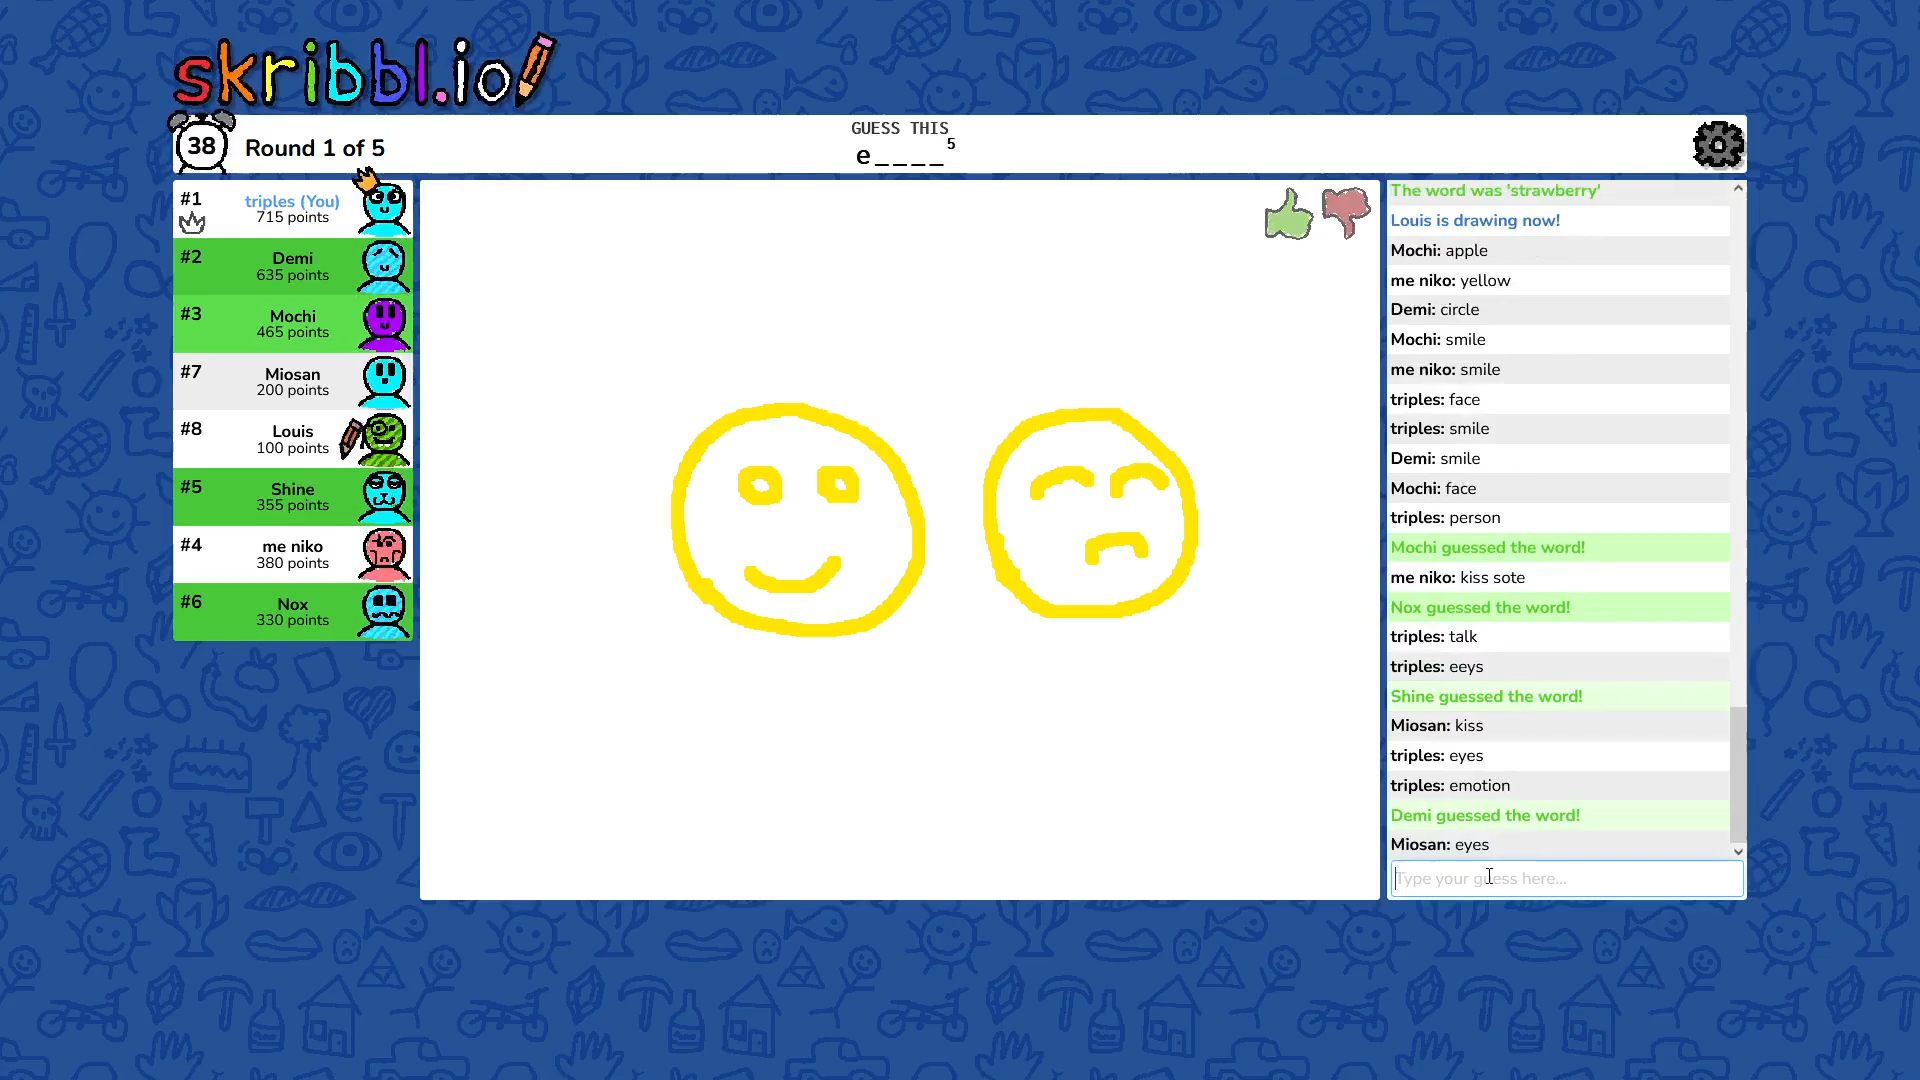 skribbl.io
38
Round 1 of 5
GUESS THIS
e____5
#1
triples (You)
715 points
#2
Demi
635 points
#3
Mochi
465 points
#7
Miosan
200 points
#8
Louis
100 points
#5
Shine
355 points
#4
me niko
380 points
#6
Nox
330 points
The word was 'strawberry'
Louis is drawing now!
Mochi: apple
me niko: yellow
Demi: circle
Mochi: smile
me niko: smile
triples: face
triples: smile
Demi: smile
Mochi: face
triples: person
Mochi guessed the word!
me niko: kiss sote
Nox guessed the word!
triples: talk
triples: eeys
Shine guessed the word!
Miosan: kiss
triples: eyes
triples: emotion
Demi guessed the word!
Miosan: eyes
Type your guess here...